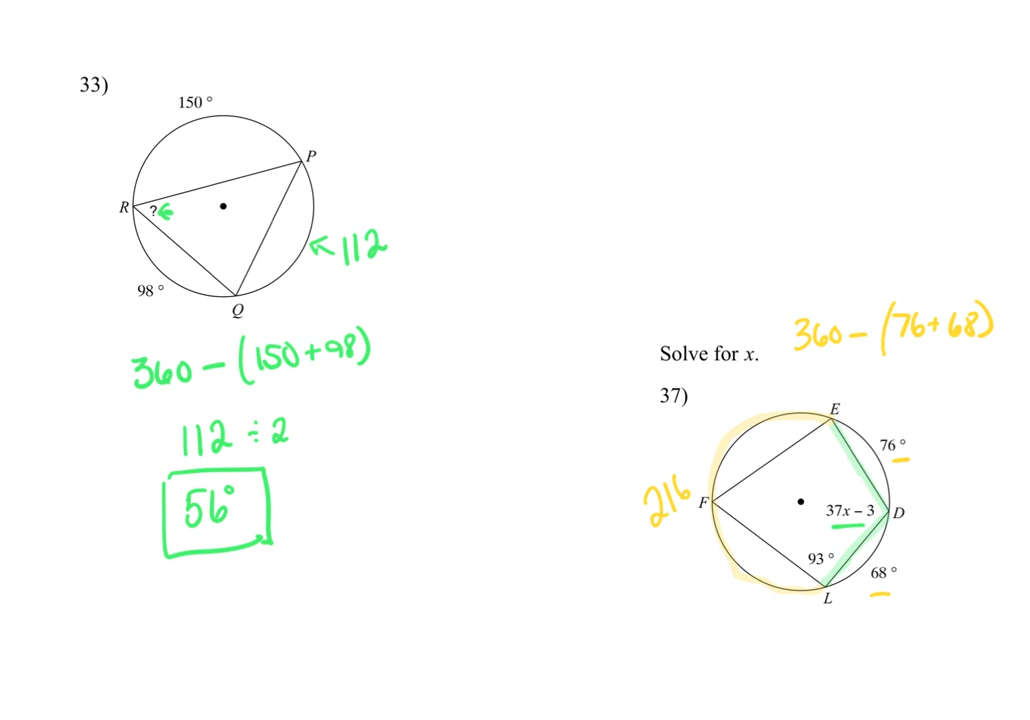 33)
150 °
P
R
?
← 112
98 °
Q
360 - (150+98)
112 ÷ 2
56°
360 - (76+68)
Solve for x.
37)
E
76 °
216
F
37x − 3
D
93 °
68 °
L